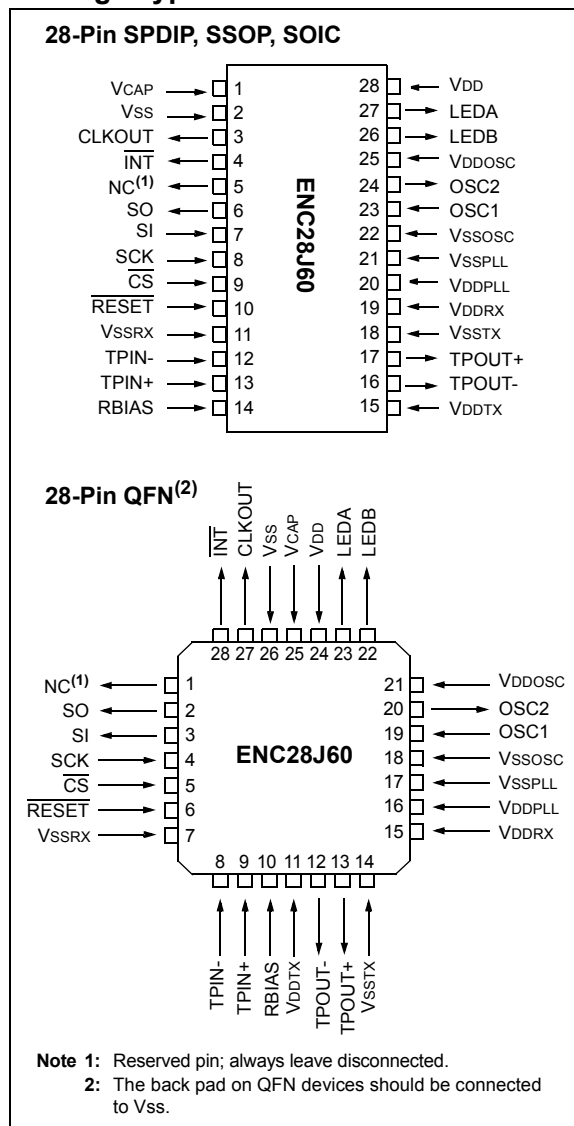 28-Pin SPDIP, SSOP, SOIC
VCAP 1 28 VDD
VSS 2 27 LEDA
CLKOUT 3 26 LEDB
INT 4 25 VDDOSC
NC(1) 5 24 OSC2
SO 6 23 OSC1
SI 7 22 VSSOSC
SCK 8 21 VSSPLL
CS 9 20 VDDPLL
RESET 10 19 VDDRX
VSSRX 11 18 VSSTX
TPIN- 12 17 TPOUT+
TPIN+ 13 16 TPOUT-
RBIAS 14 15 VDDTX
ENC28J60
28-Pin QFN(2)
INT CLKOUT VSS VCAP VDD LEDA LEDB
28 27 26 25 24 23 22
NC(1) 1 21 VDDOSC
SO 2 20 OSC2
SI 3 19 OSC1
SCK 4 18 VSSOSC
CS 5 17 VSSPLL
RESET 6 16 VDDPLL
VSSRX 7 15 VDDRX
ENC28J60
8 9 10 11 12 13 14
TPIN- TPIN+ RBIAS VDDTX TPOUT- TPOUT+ VSSTX
Note 1: Reserved pin; always leave disconnected.
2: The back pad on QFN devices should be connected
to Vss.